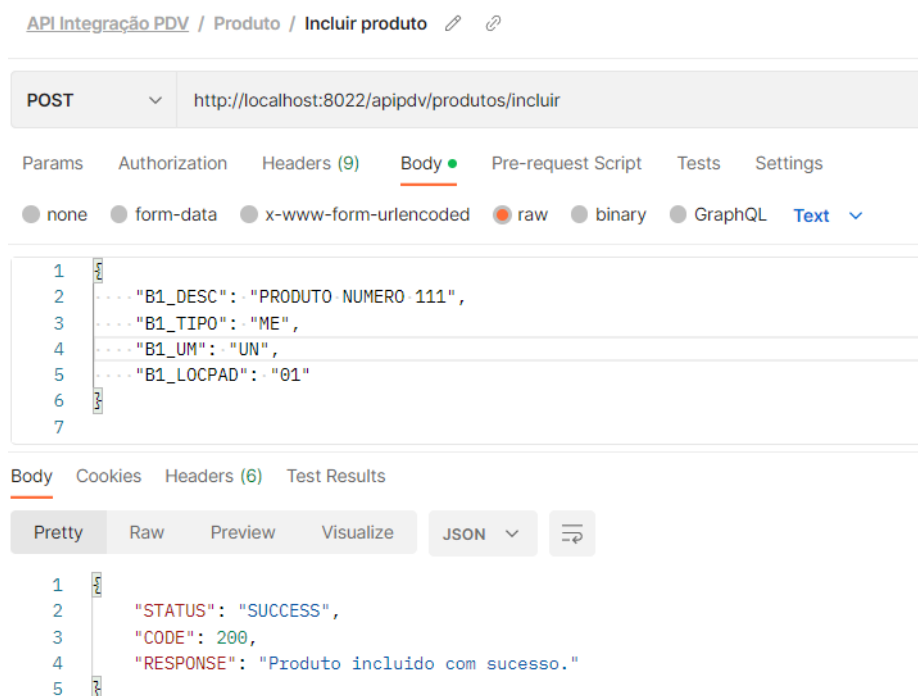 API Integração PDV / Produto / Incluir produto
POST http://localhost:8022/apipdv/produtos/incluir
Params Authorization Headers (9) Body Pre-request Script Tests Settings
none form-data x-www-form-urlencoded raw binary GraphQL Text
1 {
2 "B1_DESC": "PRODUTO NUMERO 111",
3 "B1_TIPO": "ME",
4 "B1_UM": "UN",
5 "B1_LOCPAD": "01"
6 }
7
Body Cookies Headers (6) Test Results
Pretty Raw Preview Visualize JSON
1 {
2 "STATUS": "SUCCESS",
3 "CODE": 200,
4 "RESPONSE": "Produto incluido com sucesso."
5 }